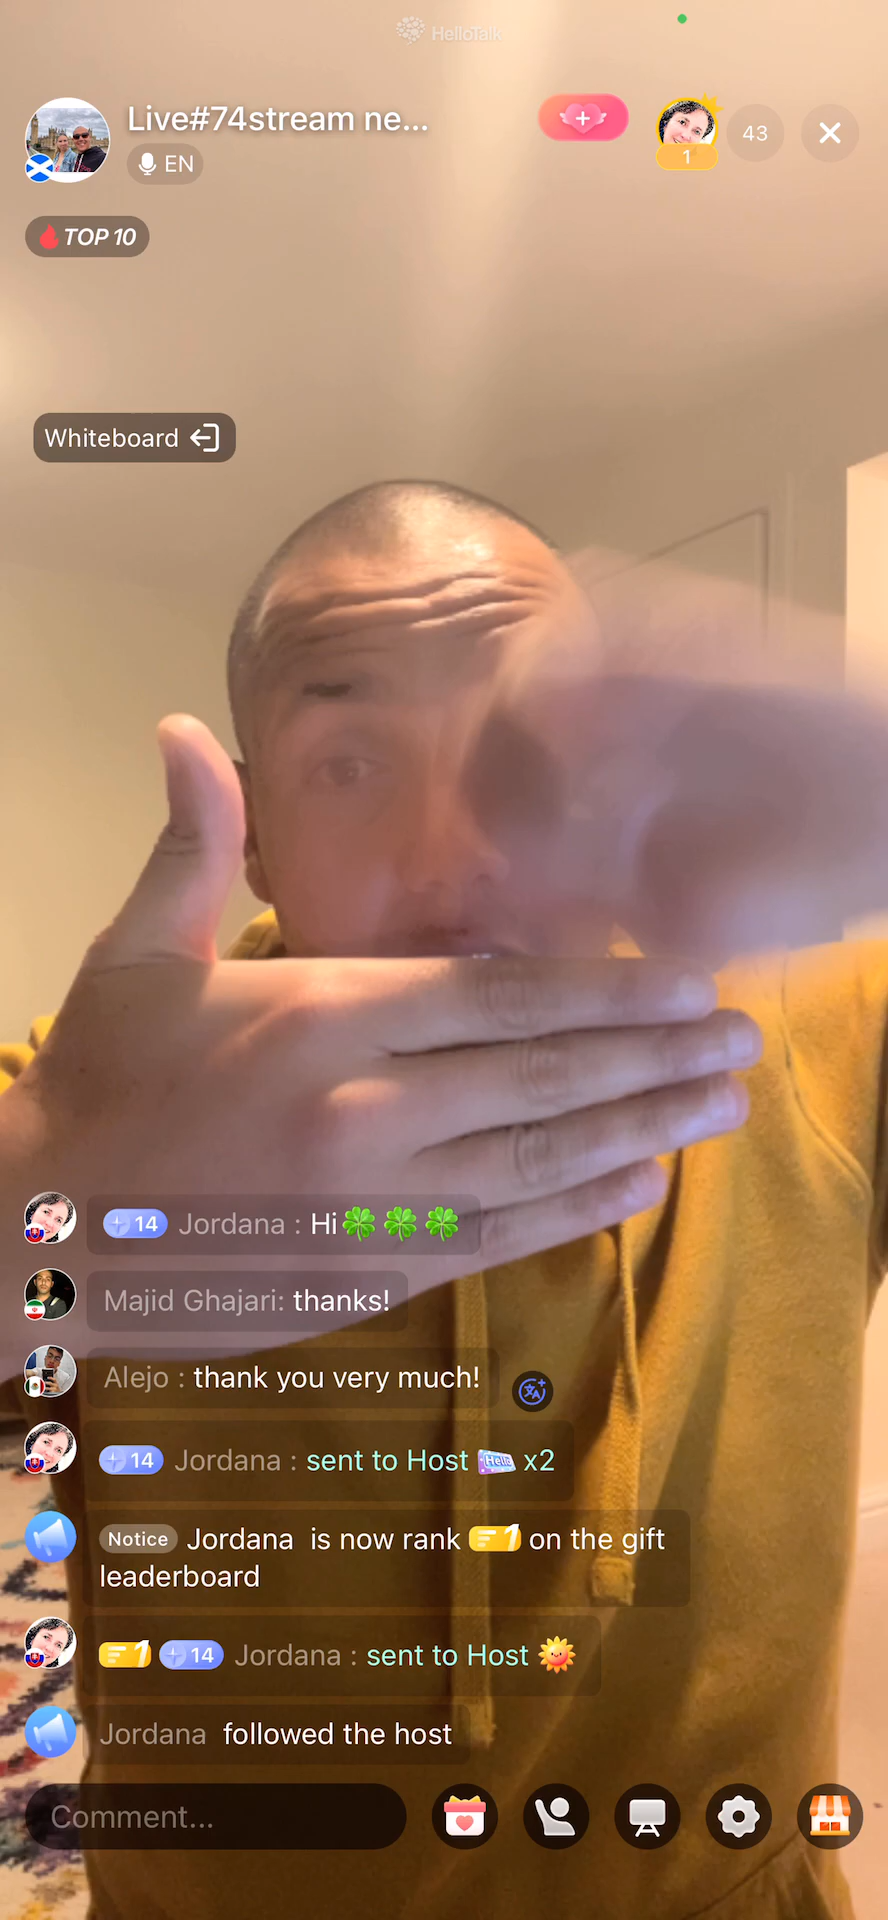 HelloTalk
Live#74stream ne...
EN
1
43
TOP 10
Whiteboard
14 Jordana : Hi🍀🍀🍀
Majid Ghajari: thanks!
Alejo : thank you very much!
14 Jordana : sent to Host Hello x2
Notice Jordana is now rank 1 on the gift
leaderboard
1 14 Jordana : sent to Host
Jordana followed the host
Comment...